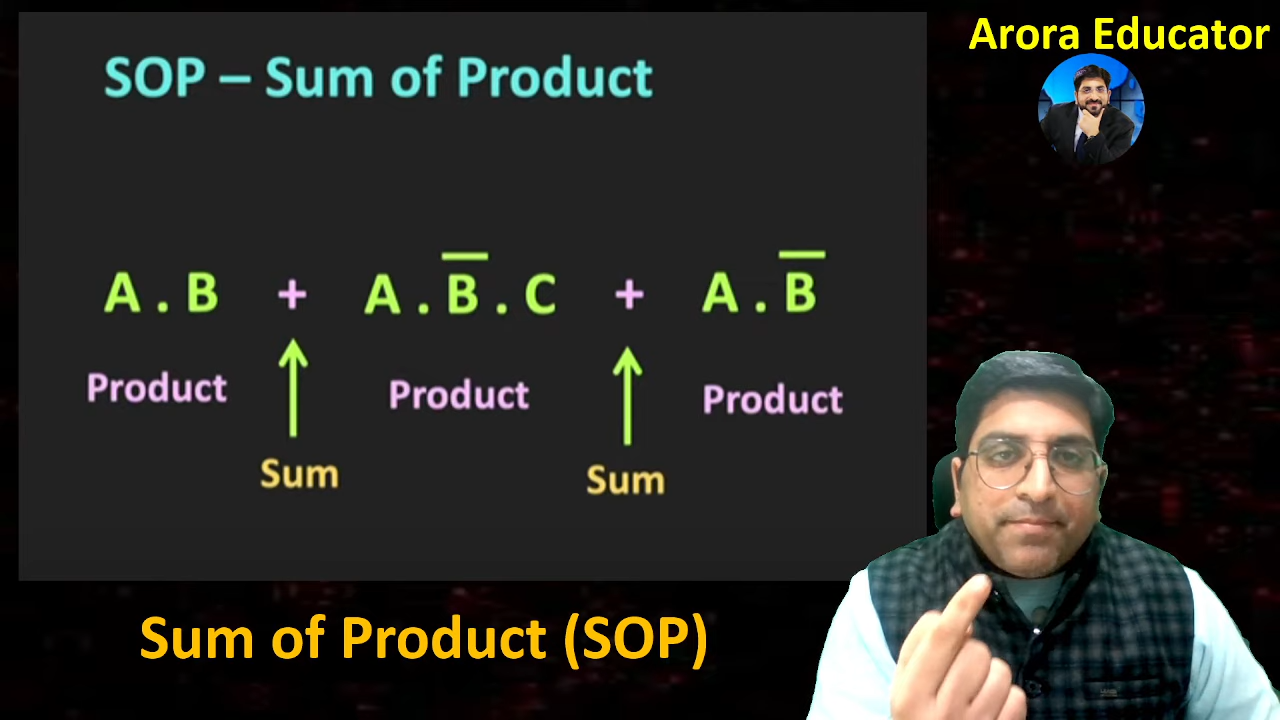 Arora Educator
SOP – Sum of Product
A . B + A . B̅ . C + A . B̅
Product Product Product
Sum Sum
Sum of Product (SOP)